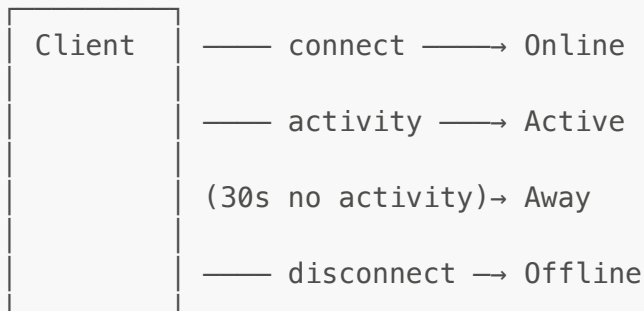 Client connect → Online
activity → Active
(30s no activity)→ Away
disconnect → Offline